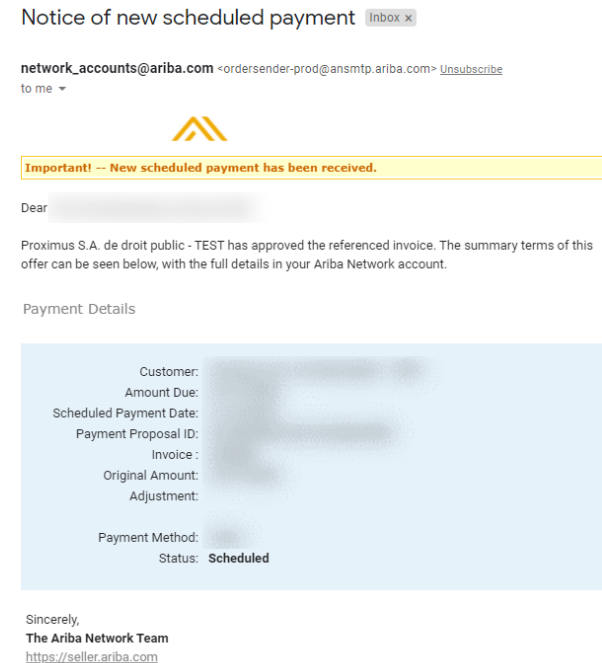 Notice of new scheduled payment Inbox x
network_accounts@ariba.com <ordersender-prod@ansmtp.ariba.com> Unsubscribe
to me
Important! -- New scheduled payment has been received.
Dear
Proximus S.A. de droit public - TEST has approved the referenced invoice. The summary terms of this
offer can be seen below, with the full details in your Ariba Network account.
Payment Details
Customer:
Amount Due:
Scheduled Payment Date:
Payment Proposal ID:
Invoice :
Original Amount:
Adjustment:
Payment Method:
Status: Scheduled
Sincerely,
The Ariba Network Team
https://seller.ariba.com